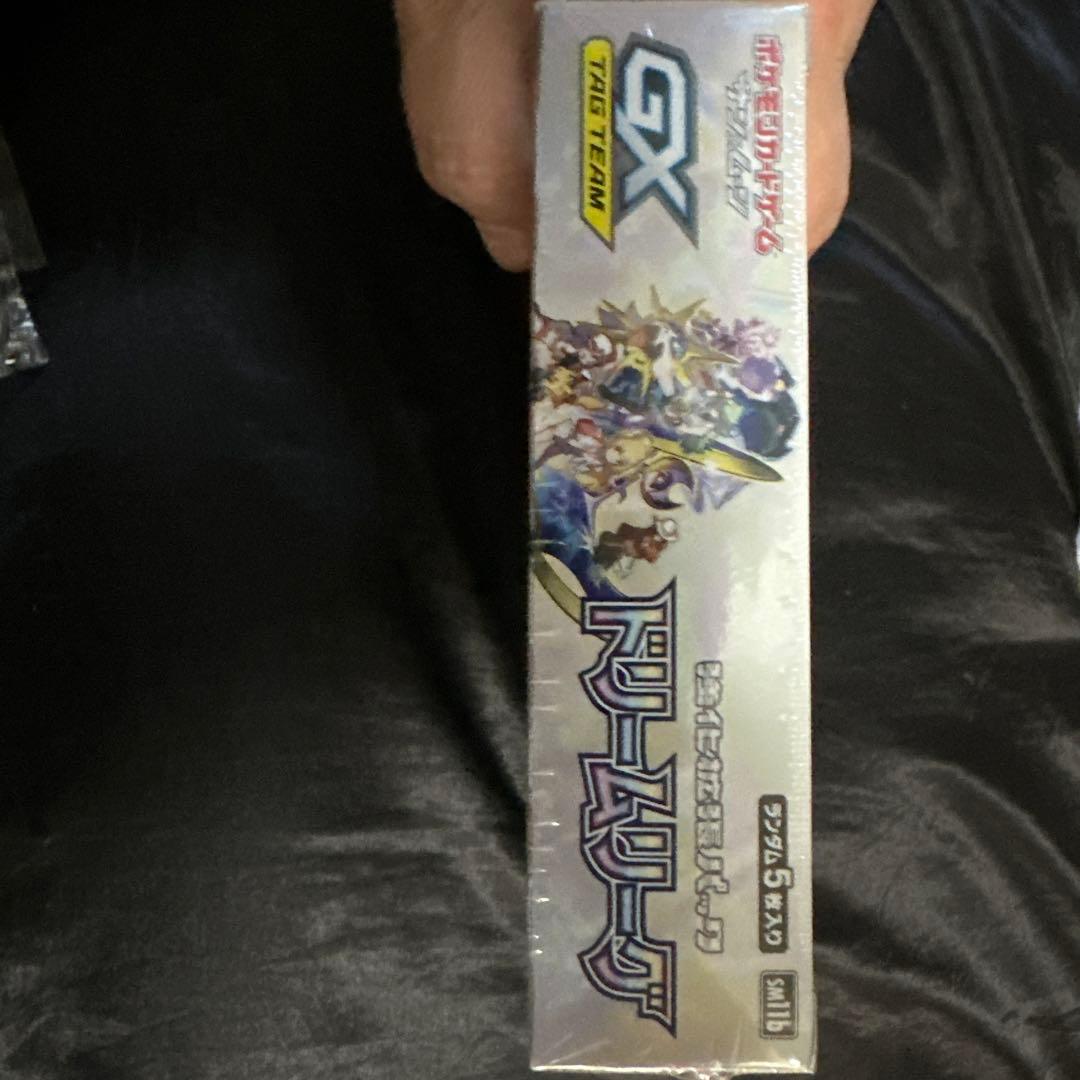 ポケモンカードゲーム
サン&ムーン
GX
TAG TEAM
強化拡張パック
ドリームリーグ
ランダム5枚入り
SM11b